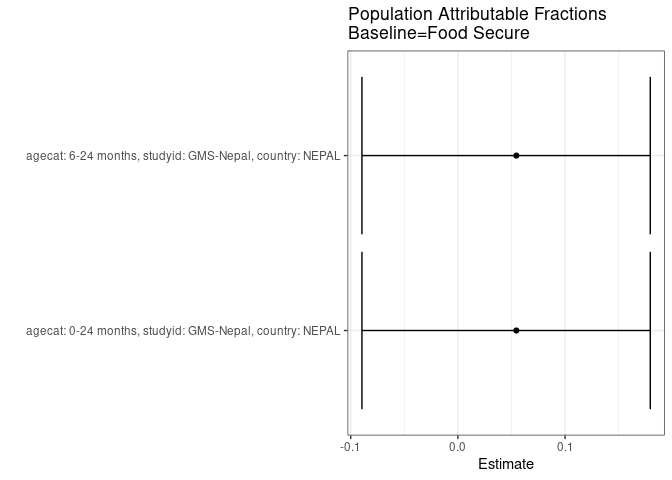 Population Attributable Fractions
Baseline=Food Secure
agecat: 6-24 months, studyid: GMS-Nepal, country: NEPAL
agecat: 0-24 months, studyid: GMS-Nepal, country: NEPAL
-0.1 0.0 0.1
Estimate